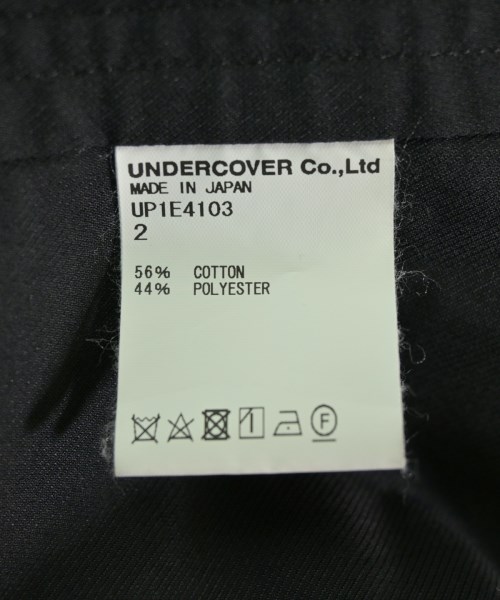 UNDERCOVER Co.,Ltd
MADE IN JAPAN
UP1E4103
2
56% COTTON
44% POLYESTER
F